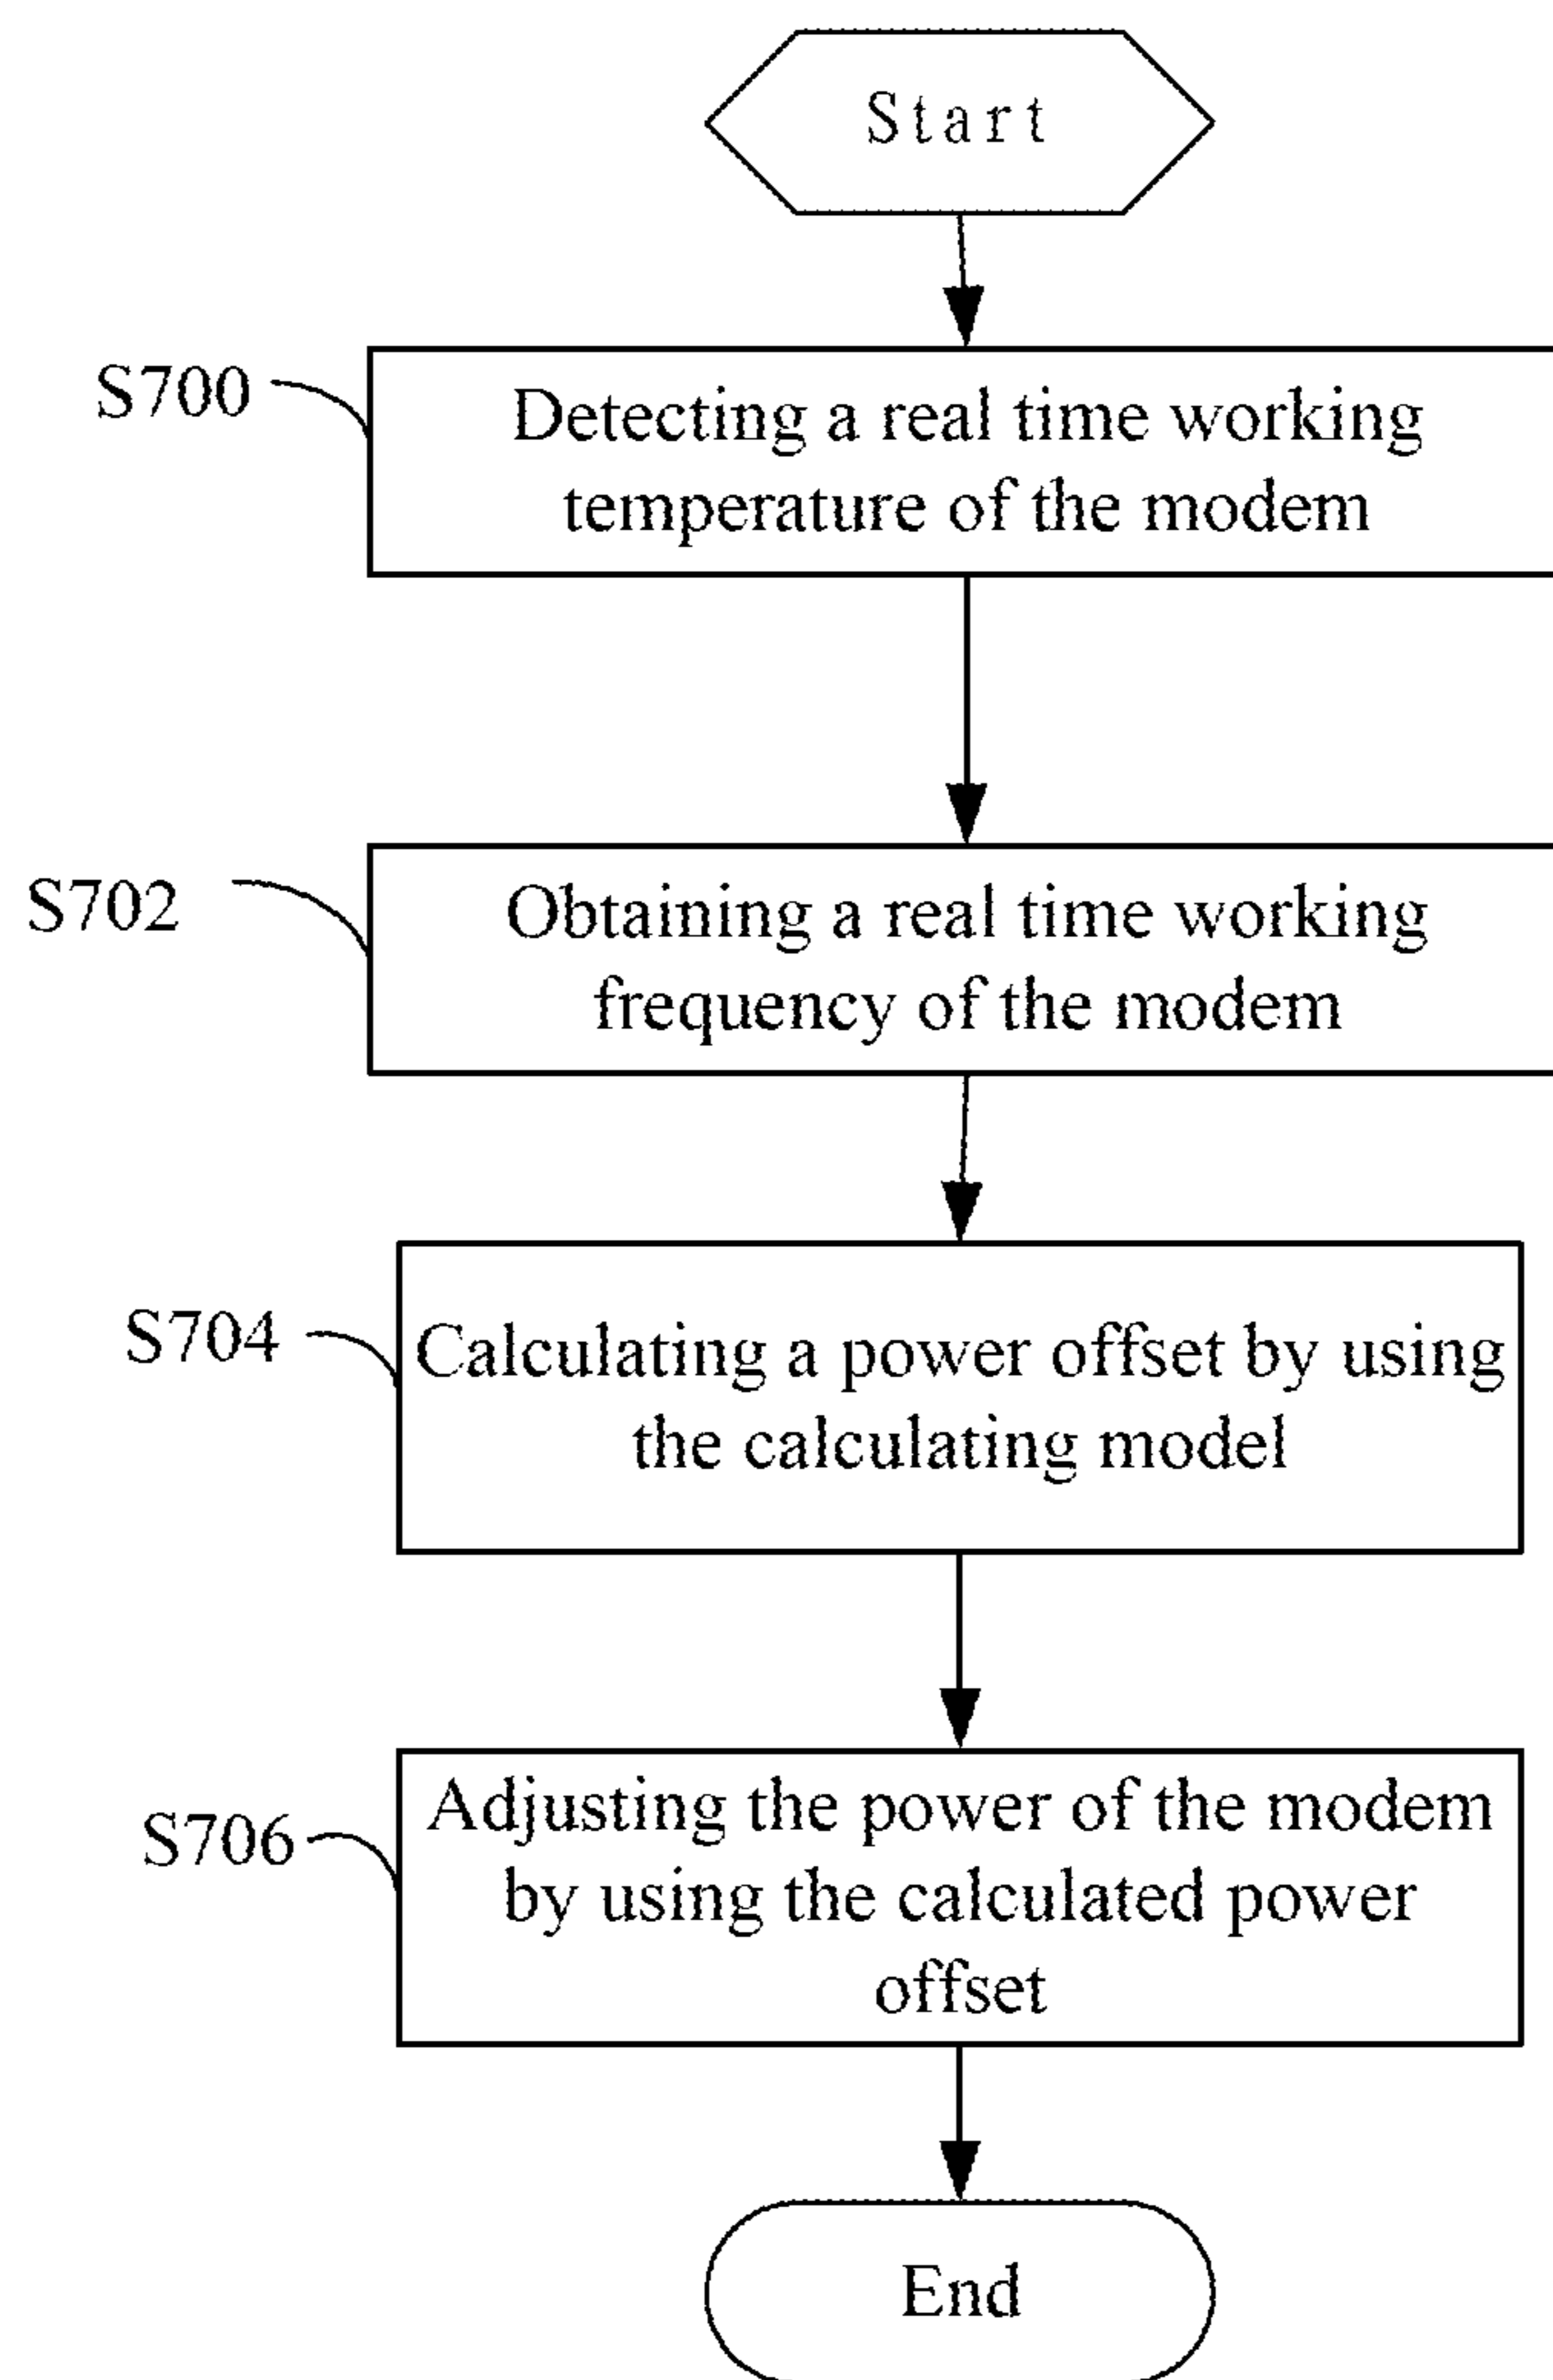 Start
S700
Detecting a real time working
temperature of the modem
S702
Obtaining a real time working
frequency of the modem
S704
Calculating a power offset by using
the calculating model
S706
Adjusting the power of the modem
by using the calculated power
offset
End